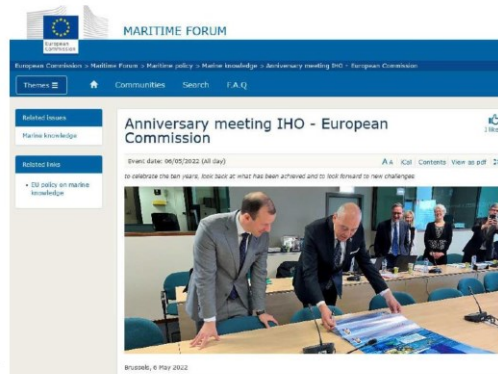 European
Commission
MARITIME FORUM
European Commission > Maritime Forum > Maritime policy > Marine knowledge > Anniversary meeting IHO - European Commission
Themes
Communities
Search
F.A.Q
Related Issues
Marine knowledge
Related links
EU policy on marine
knowledge
Anniversary meeting IHO - European
Commission
Event date: 06/05/2022 (All day)
A A
iCal
Contents
View as pdf
to celebrate the ten years, look back at what has been achieved and to look forward to new challenges
Brussels, 6 May 2022